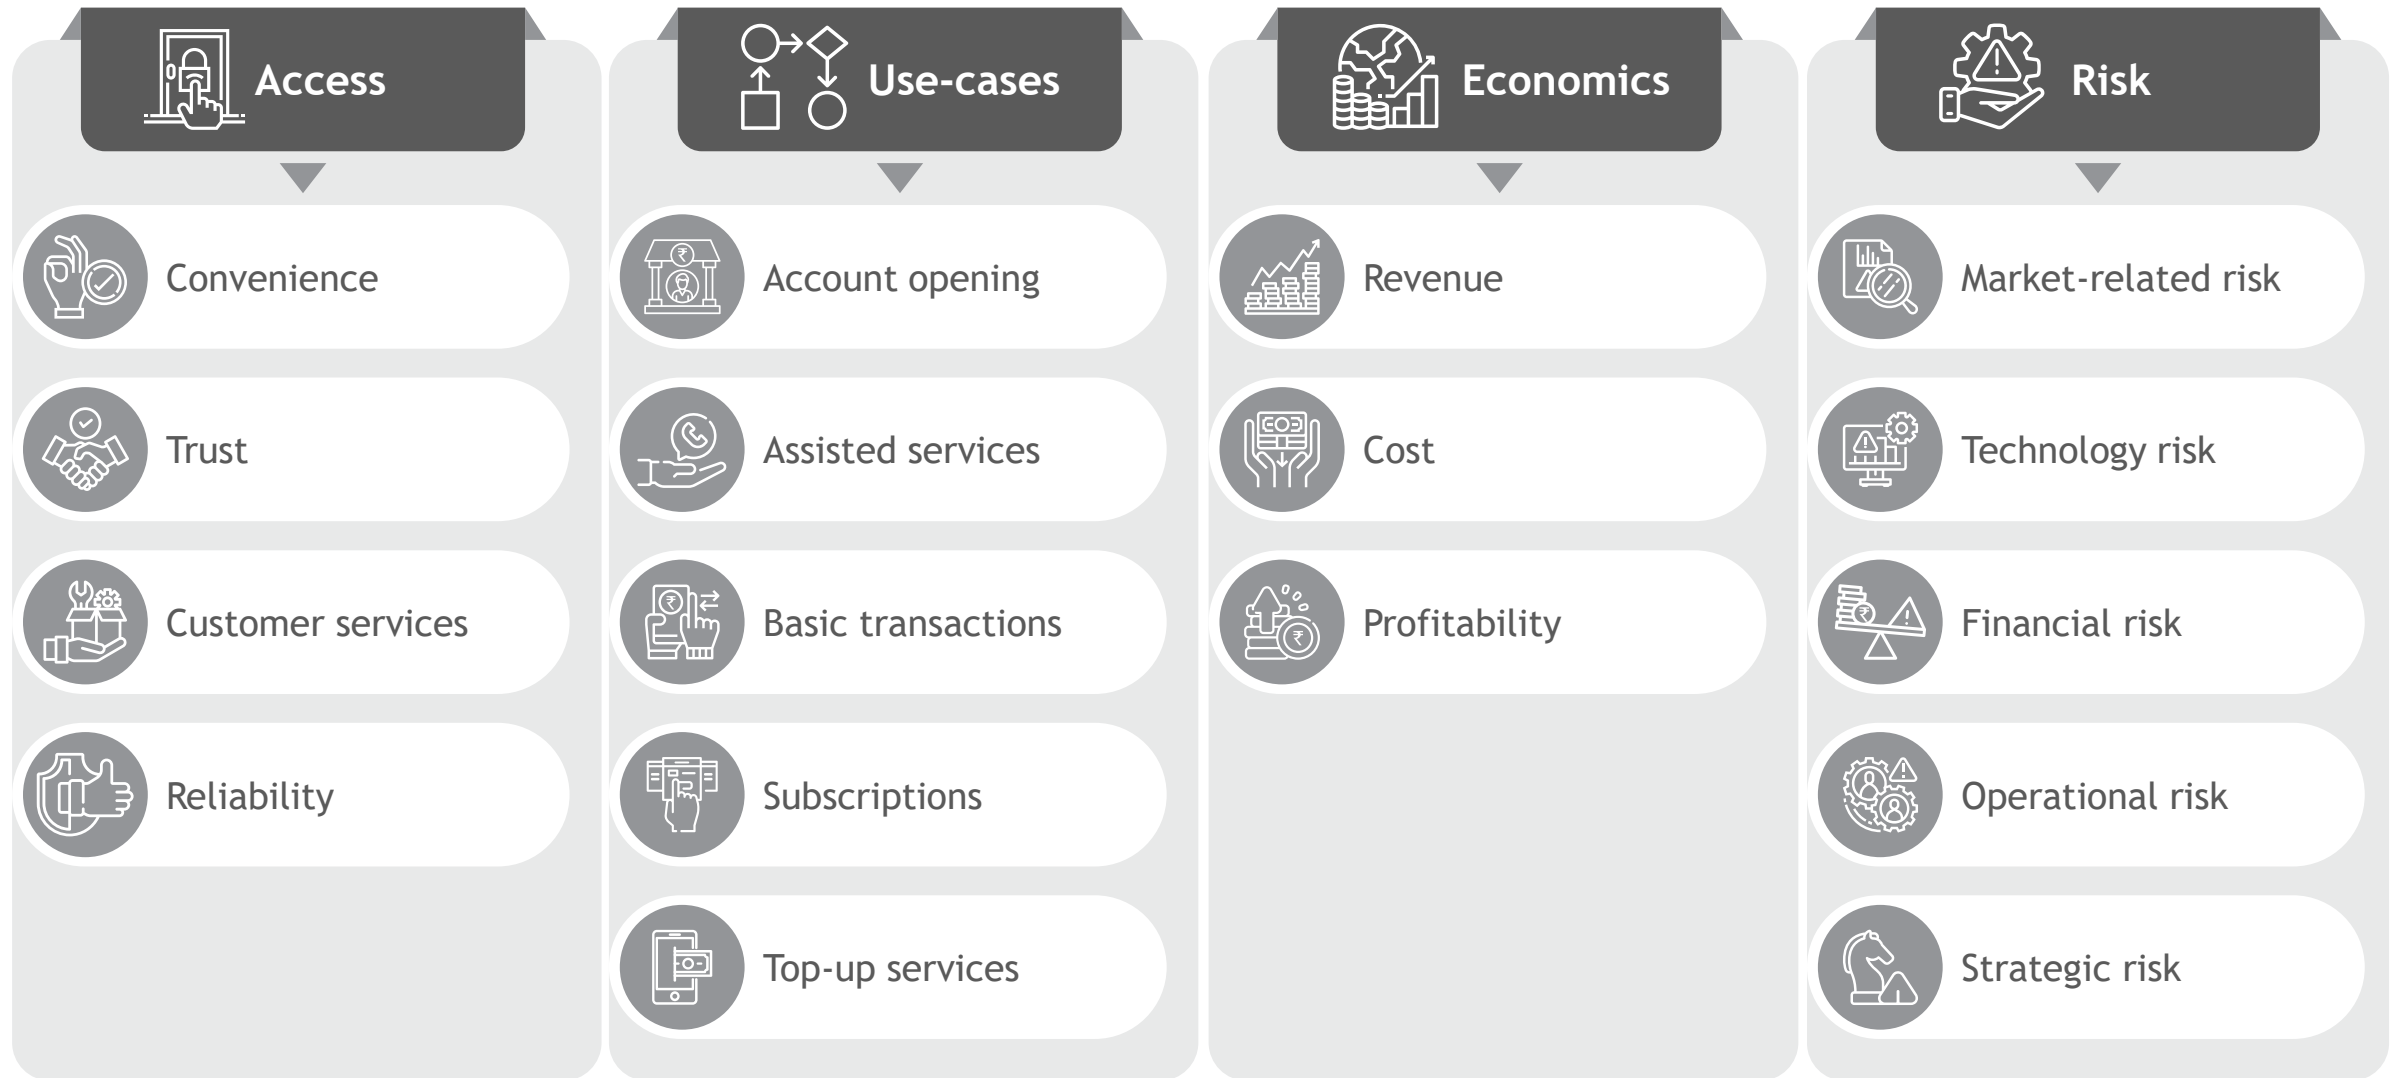 Access
Convenience
Trust
Customer services
Reliability
Use-cases
₹
Account opening
Assisted services
₹
Basic transactions
Subscriptions
Top-up services
Economics
Revenue
Cost
₹
Profitability
Risk
Market-related risk
Technology risk
₹
Financial risk
Operational risk
Strategic risk